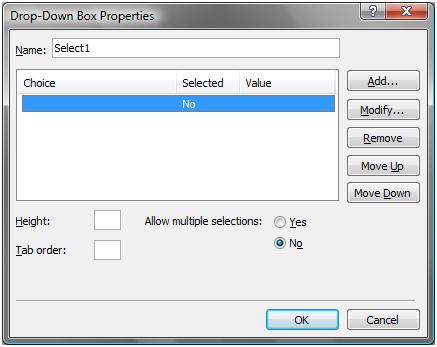 Drop-Down Box Properties
Name: Select1
Choice Selected Value
No
Add...
Modify...
Remove
Move Up
Move Down
Height: Allow multiple selections: Yes
No
Tab order:
OK Cancel